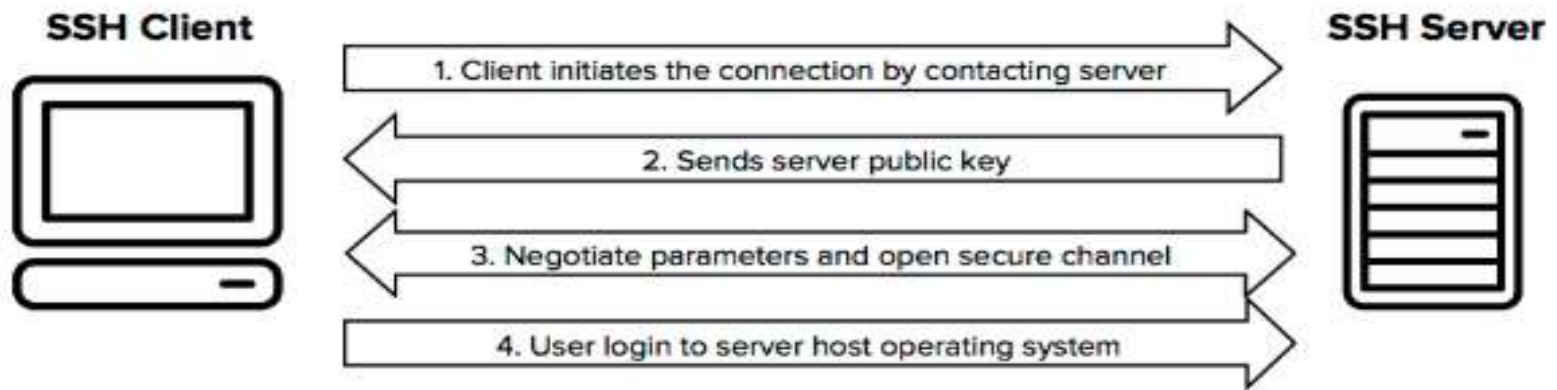 SSH Client
SSH Server
1. Client initiates the connection by contacting server
2. Sends server public key
3. Negotiate parameters and open secure channel
4. User login to server host operating system